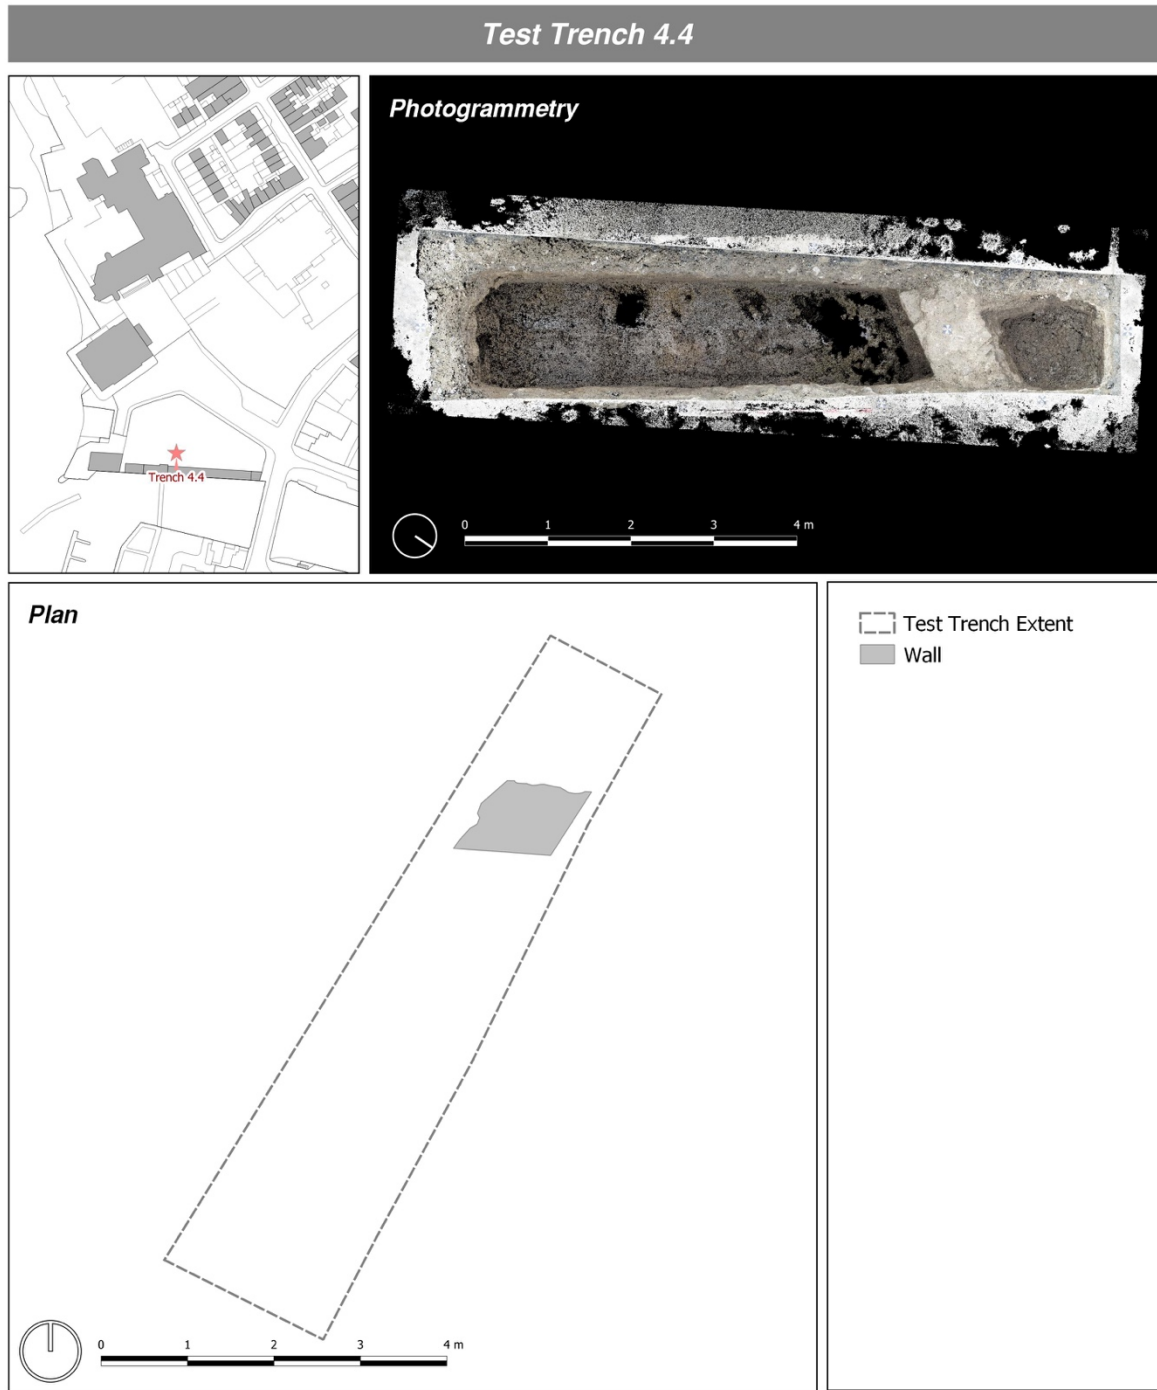 Test Trench 4.4
Trench 4.4
Photogrammetry
0 1 2 3 4 m
Plan
0 1 2 3 4 m
Test Trench Extent
Wall